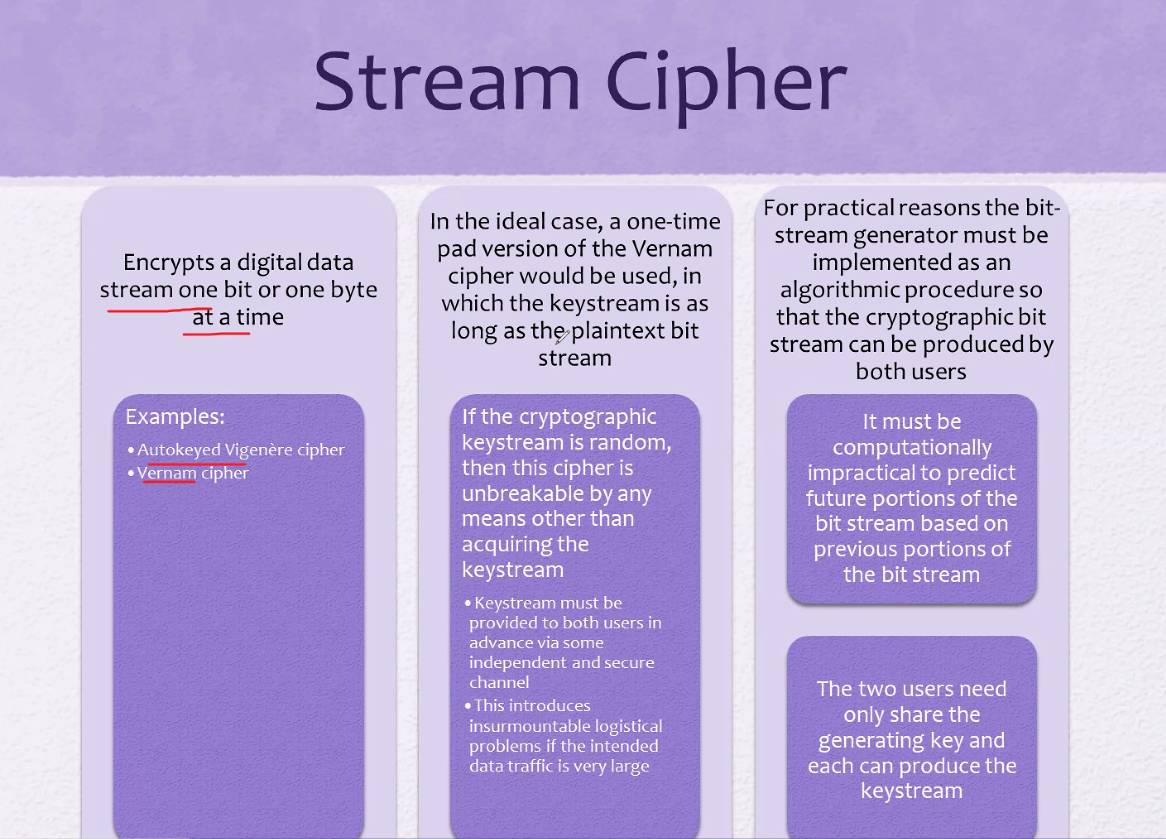 Stream Cipher
Encrypts a digital data
stream one bit or one byte
at a time
Examples:
•Autokeyed Vigenère cipher
•Vernam cipher
In the ideal case, a one-time
pad version of the Vernam
cipher would be used, in
which the keystream is as
long as the plaintext bit
stream
If the cryptographic
keystream is random,
then this cipher is
unbreakable by any
means other than
acquiring the
keystream
•Keystream must be
provided to both users in
advance via some
independent and secure
channel
•This introduces
insurmountable logistical
problems if the intended
data traffic is very large
For practical reasons the bit-
stream generator must be
implemented as an
algorithmic procedure so
that the cryptographic bit
stream can be produced by
both users
It must be
computationally
impractical to predict
future portions of the
bit stream based on
previous portions of
the bit stream
The two users need
only share the
generating key and
each can produce the
keystream